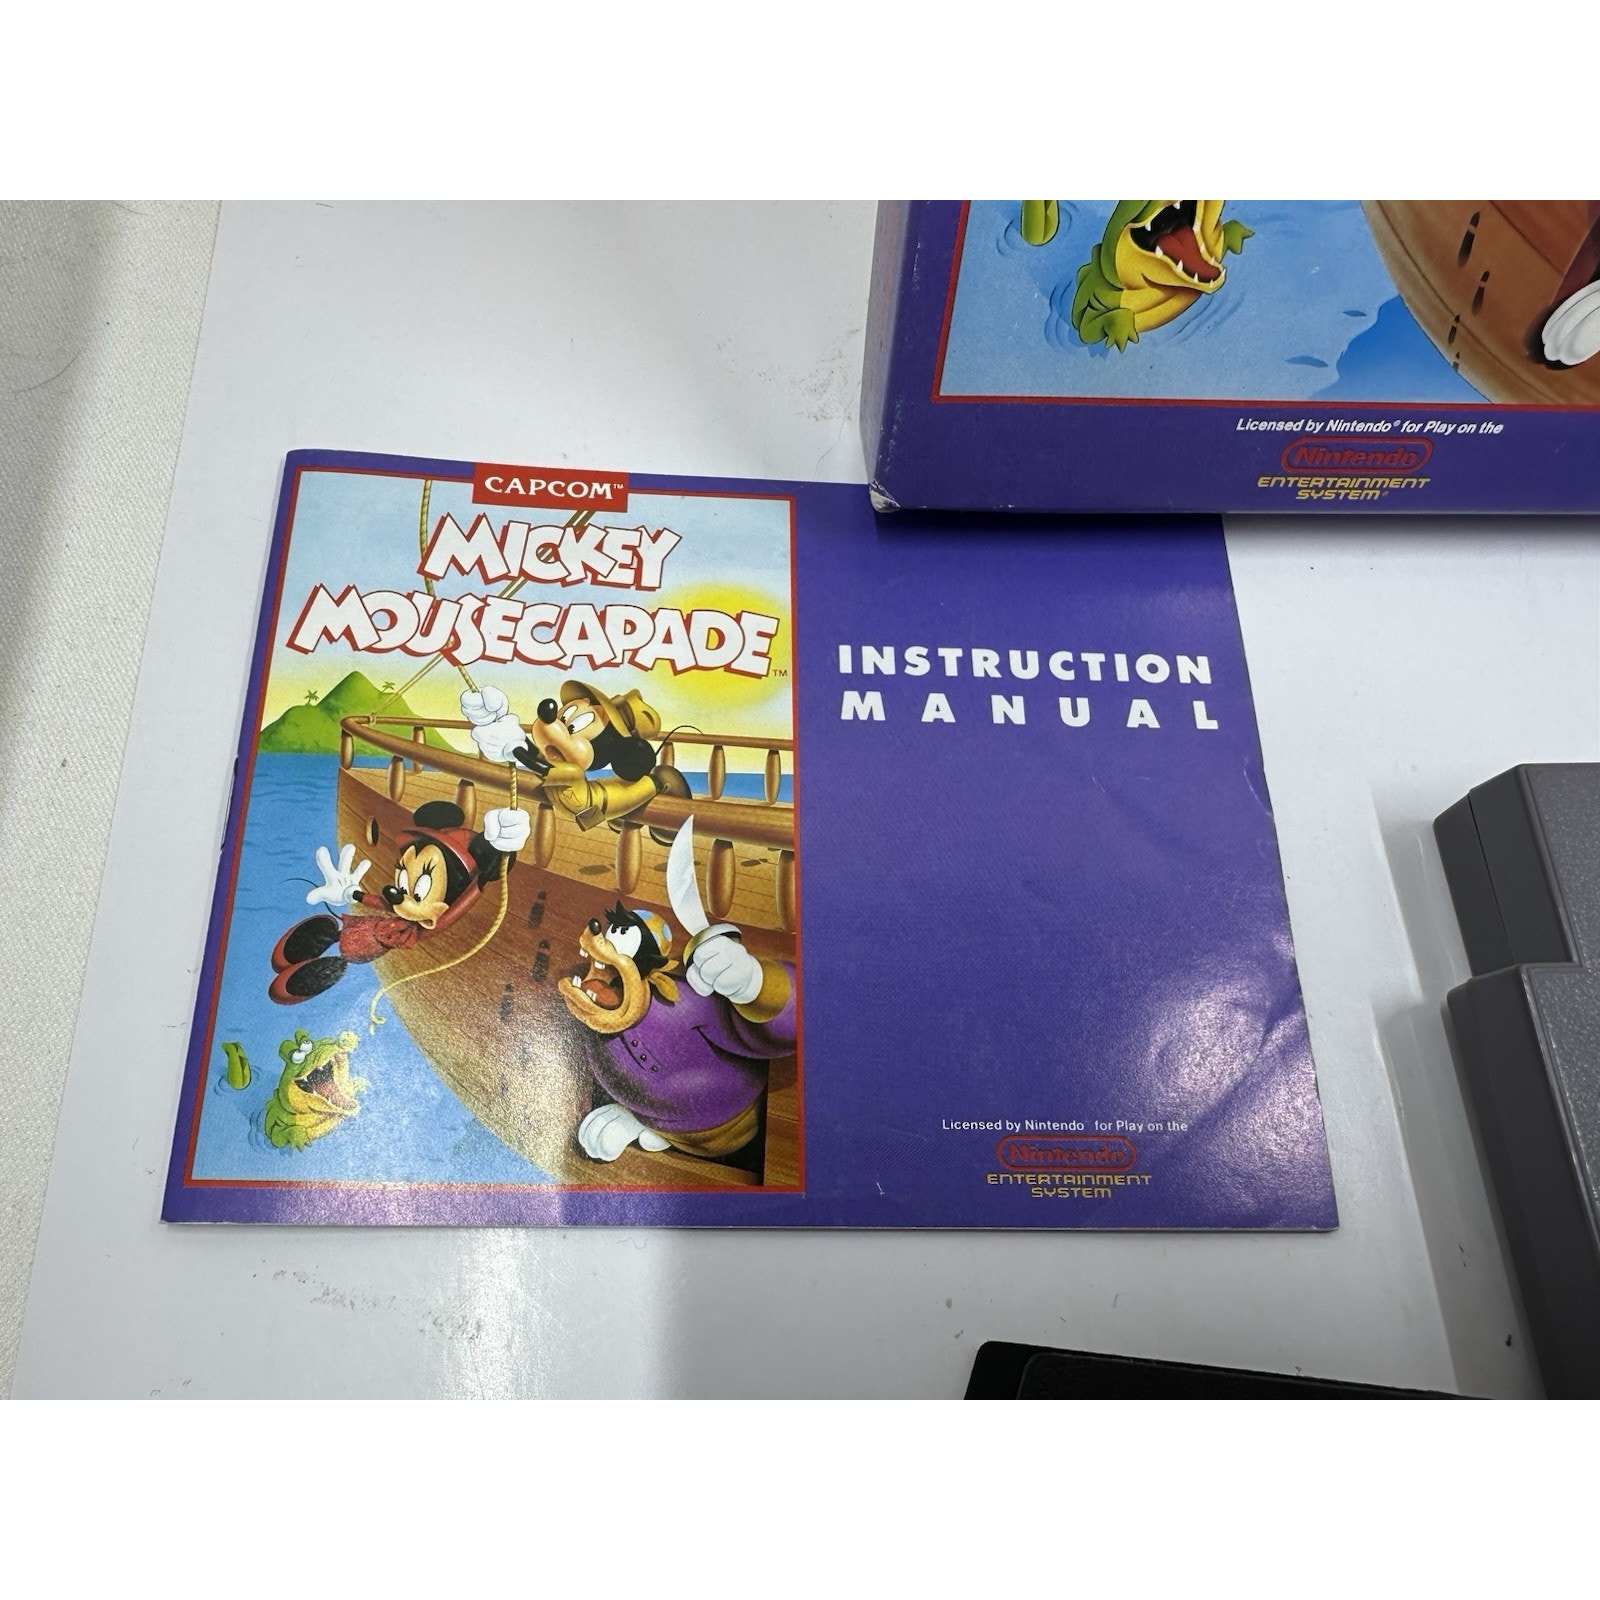 Licensed by Nintendo® for Play on the
Nintendo
ENTERTAINMENT
SYSTEM®
CAPCOM™
MICKEY
MOUSECAPADE™
INSTRUCTION
MANUAL
Licensed by Nintendo for Play on the
Nintendo
ENTERTAINMENT
SYSTEM